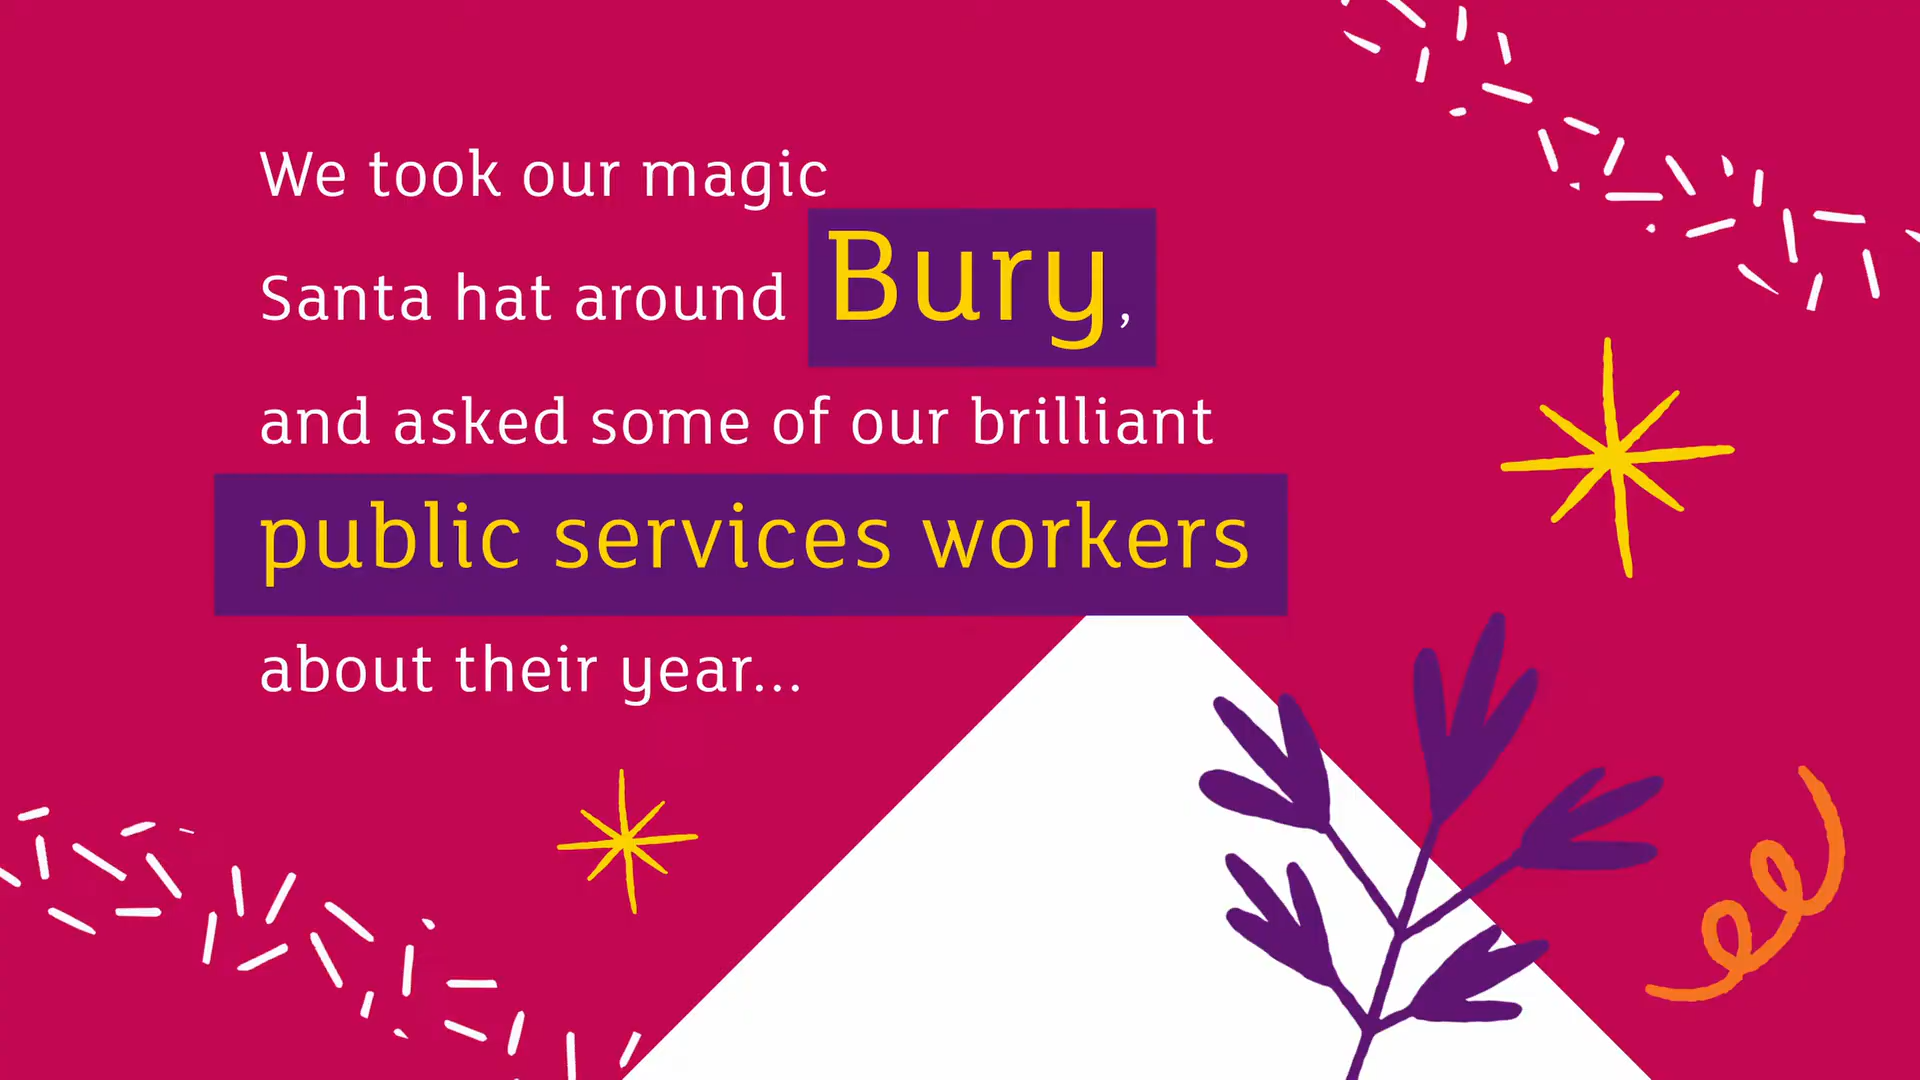 We took our magic
Santa hat around Bury,
and asked some of our brilliant
public services workers
about their year...